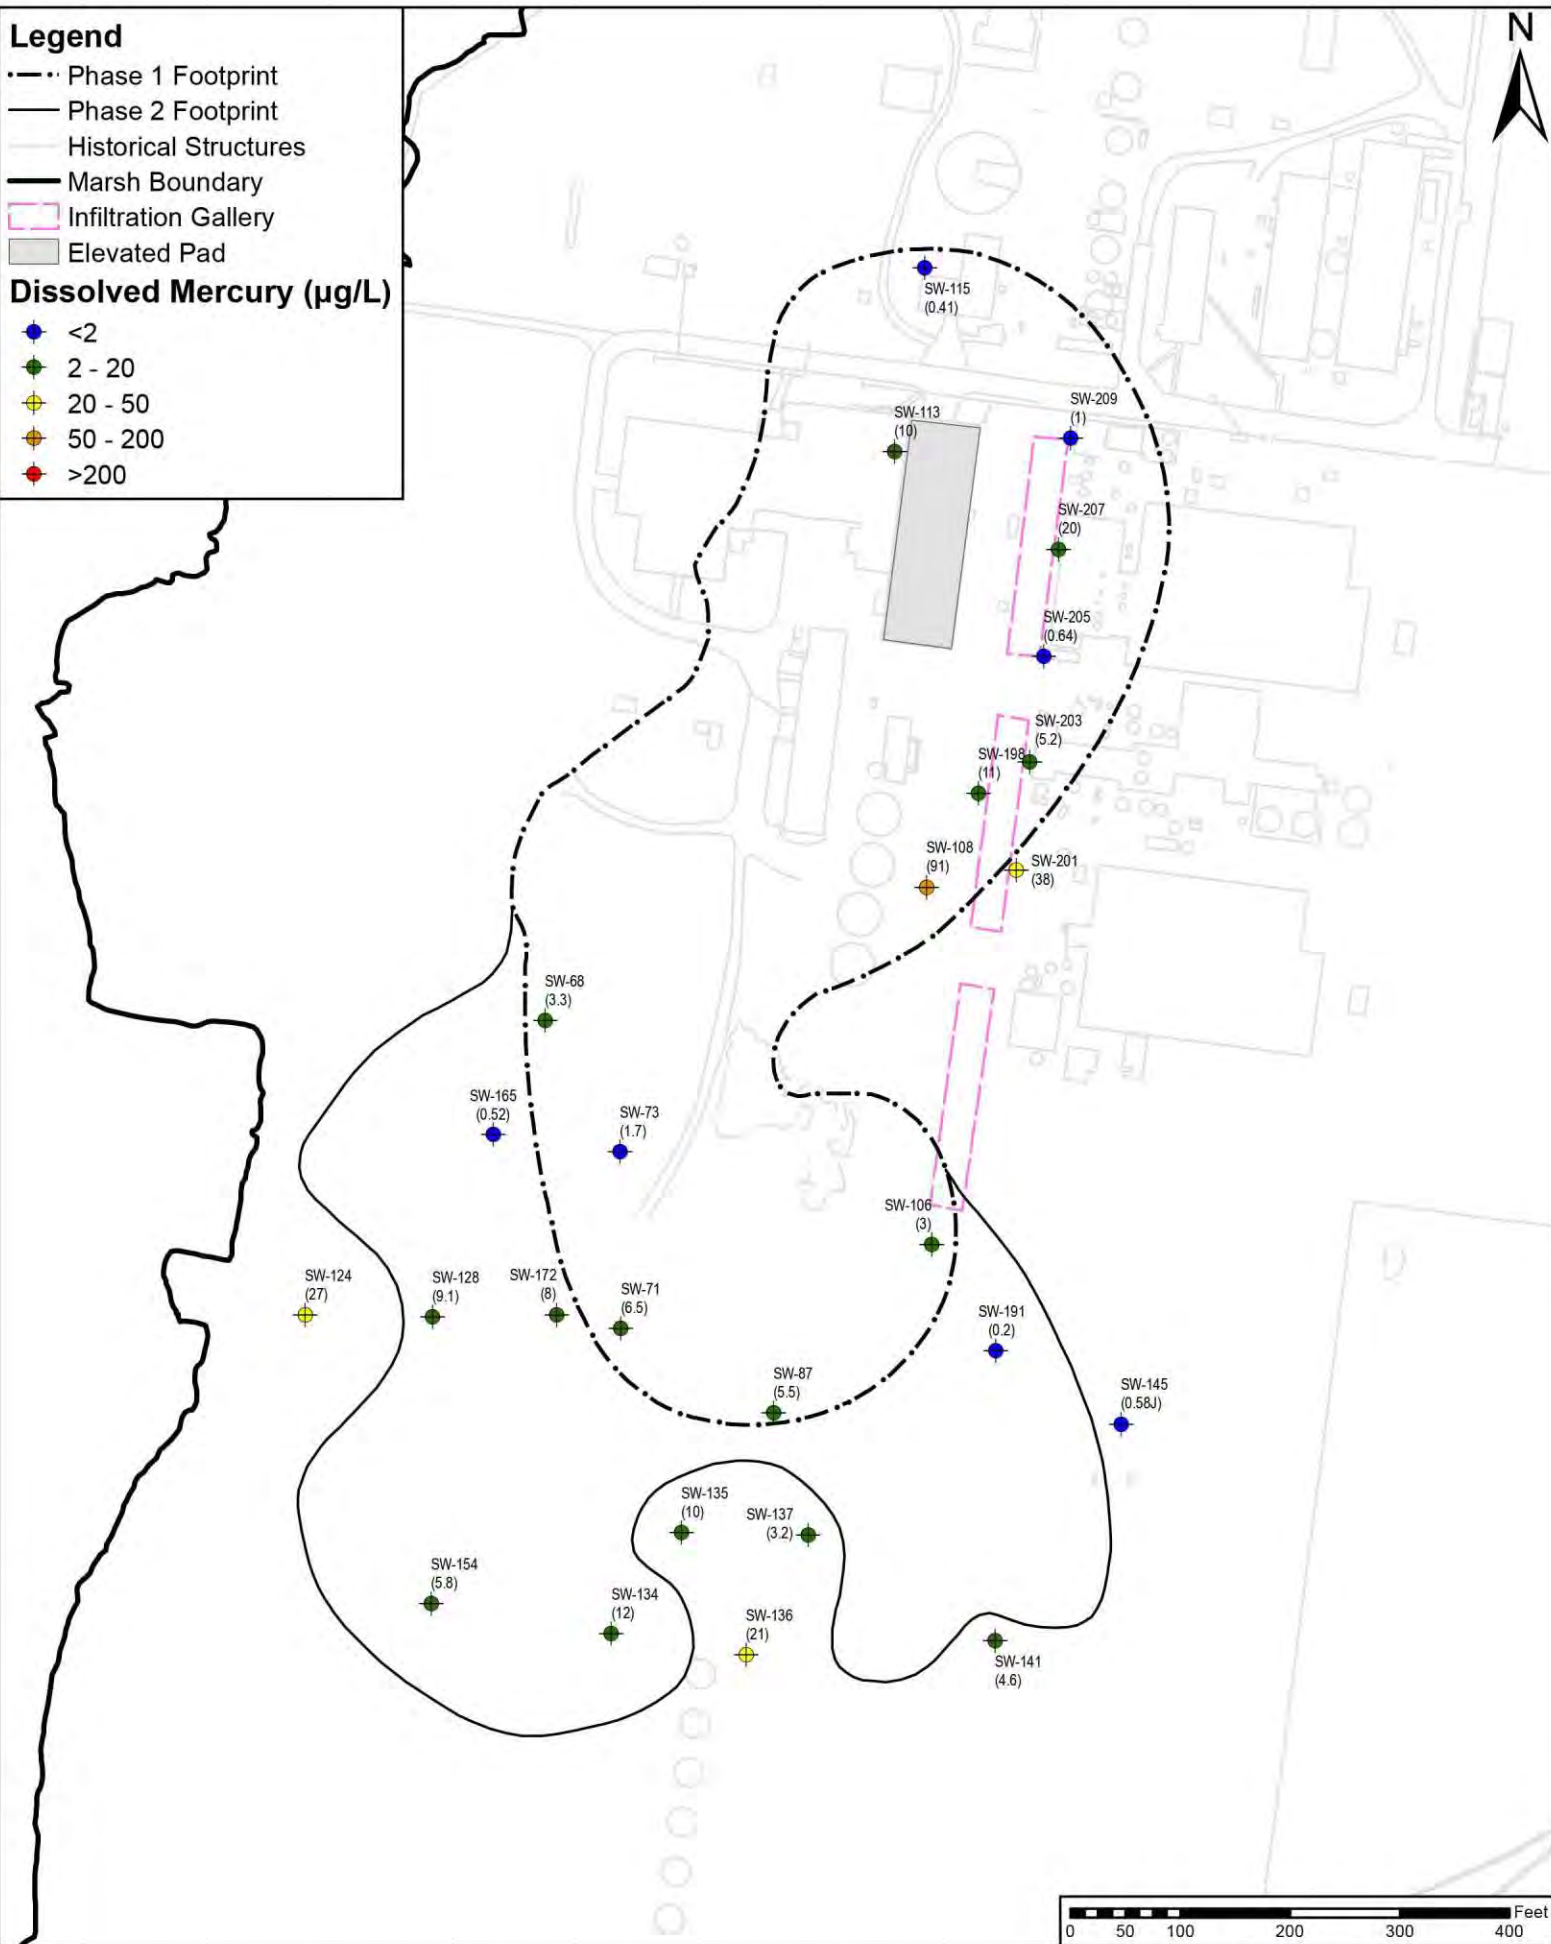 Legend
Phase 1 Footprint
Phase 2 Footprint
Historical Structures
Marsh Boundary
Infiltration Gallery
Elevated Pad
Dissolved Mercury (µg/L)
<2
2 - 20
20 - 50
50 - 200
>200
N
SW-115
(0.41)
SW-209
(1)
SW-113
(10)
SW-207
(20)
SW-205
(0.64)
SW-203
(5.2)
SW-198
(11)
SW-108
(91)
SW-201
(38)
SW-68
(3.3)
SW-165
(0.52)
SW-73
(1.7)
SW-106
(3)
SW-124
(27)
SW-128
(9.1)
SW-172
(8)
SW-71
(6.5)
SW-191
(0.2)
SW-87
(5.5)
SW-145
(0.58J)
SW-135
(10)
SW-137
(3.2)
SW-154
(5.8)
SW-134
(12)
SW-136
(21)
SW-141
(4.6)
Feet
0 50 100 200 300 400